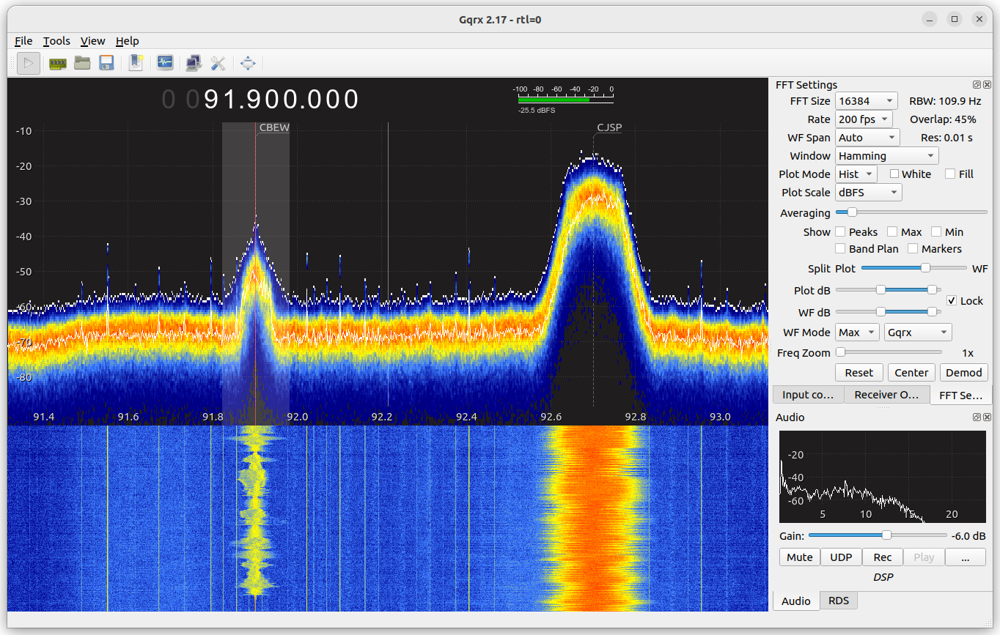 Gqrx 2.17 - rtl=0
File Tools View Help
0 091.900.000
-100 -80 -60 -40 -20 0
-25.5 dBFS
CBEW
CJSP
-10
-20
-30
-40
-50
-60
-70
-80
91.4 91.6 91.8 92.0 92.2 92.4 92.6 92.8 93.0
FFT Settings
FFT Size 16384 RBW: 109.9 Hz
Rate 200 fps Overlap: 45%
WF Span Auto Res: 0.01 s
Window Hamming
Plot Mode Hist White Fill
Plot Scale dBFS
Averaging
Show Peaks Max Min
Band Plan Markers
Split Plot WF
Plot dB
Lock
WF dB
WF Mode Max Gqrx
Freq Zoom 1x
Reset Center Demod
Input co... Receiver O... FFT Se...
Audio
-20
-40
-60
5 10 15 20
Gain: -6.0 dB
Mute UDP Rec Play ...
DSP
Audio RDS